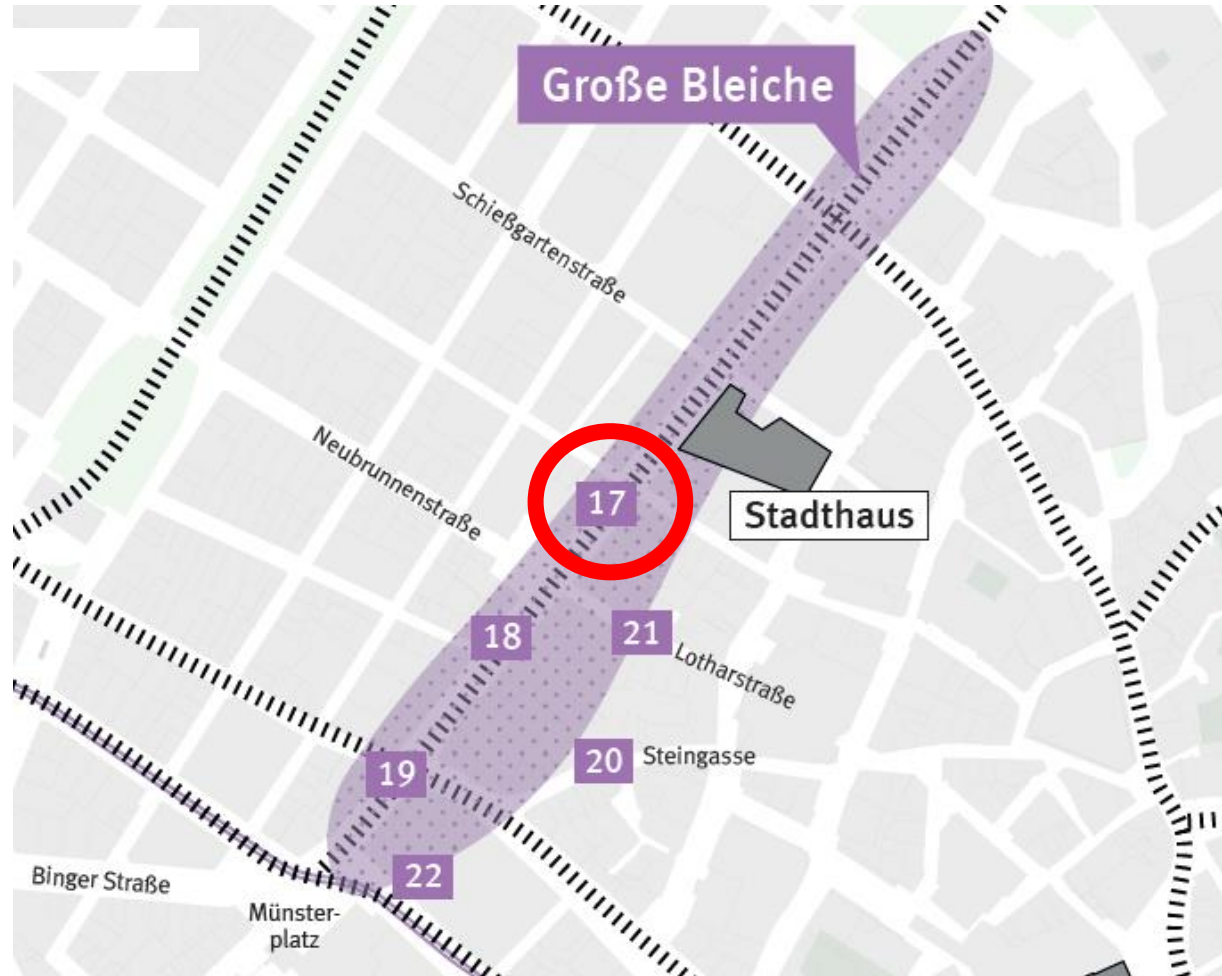 Große Bleiche
Schießgartenstraße
Neubrunnenstraße
17
Stadthaus
18
21
Lotharstraße
19
20
Steingasse
22
Binger Straße
Münster-
platz